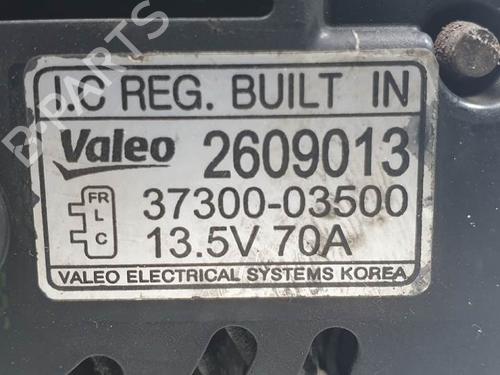 .C REG. BUILT IN
Valeo 2609013
FR
L
C
37300-03500
13.5V 70A
VALEO ELECTRICAL SYSTEMS KOREA
B-PARTS